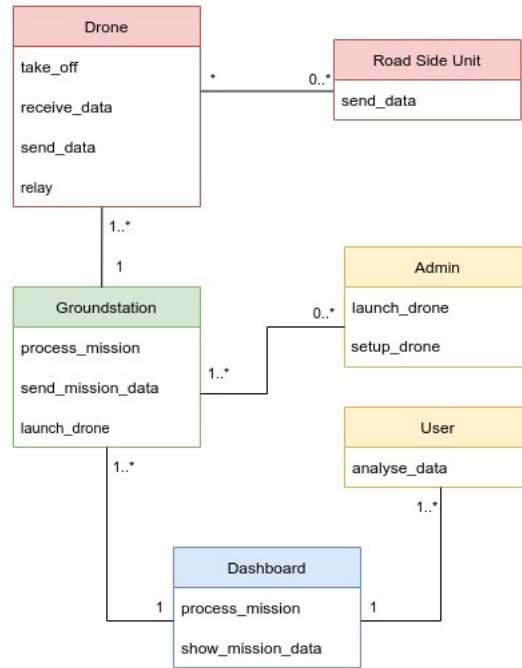 Drone
take_off
receive_data
send_data
relay
* 0..*
Road Side Unit
send_data
1..*
1
Groundstation
process_mission
send_mission_data
launch_drone
Admin
launch_drone
setup_drone
0..*
1..*
User
analyse_data
1..*
1..*
Dashboard
process_mission
show_mission_data
1
1